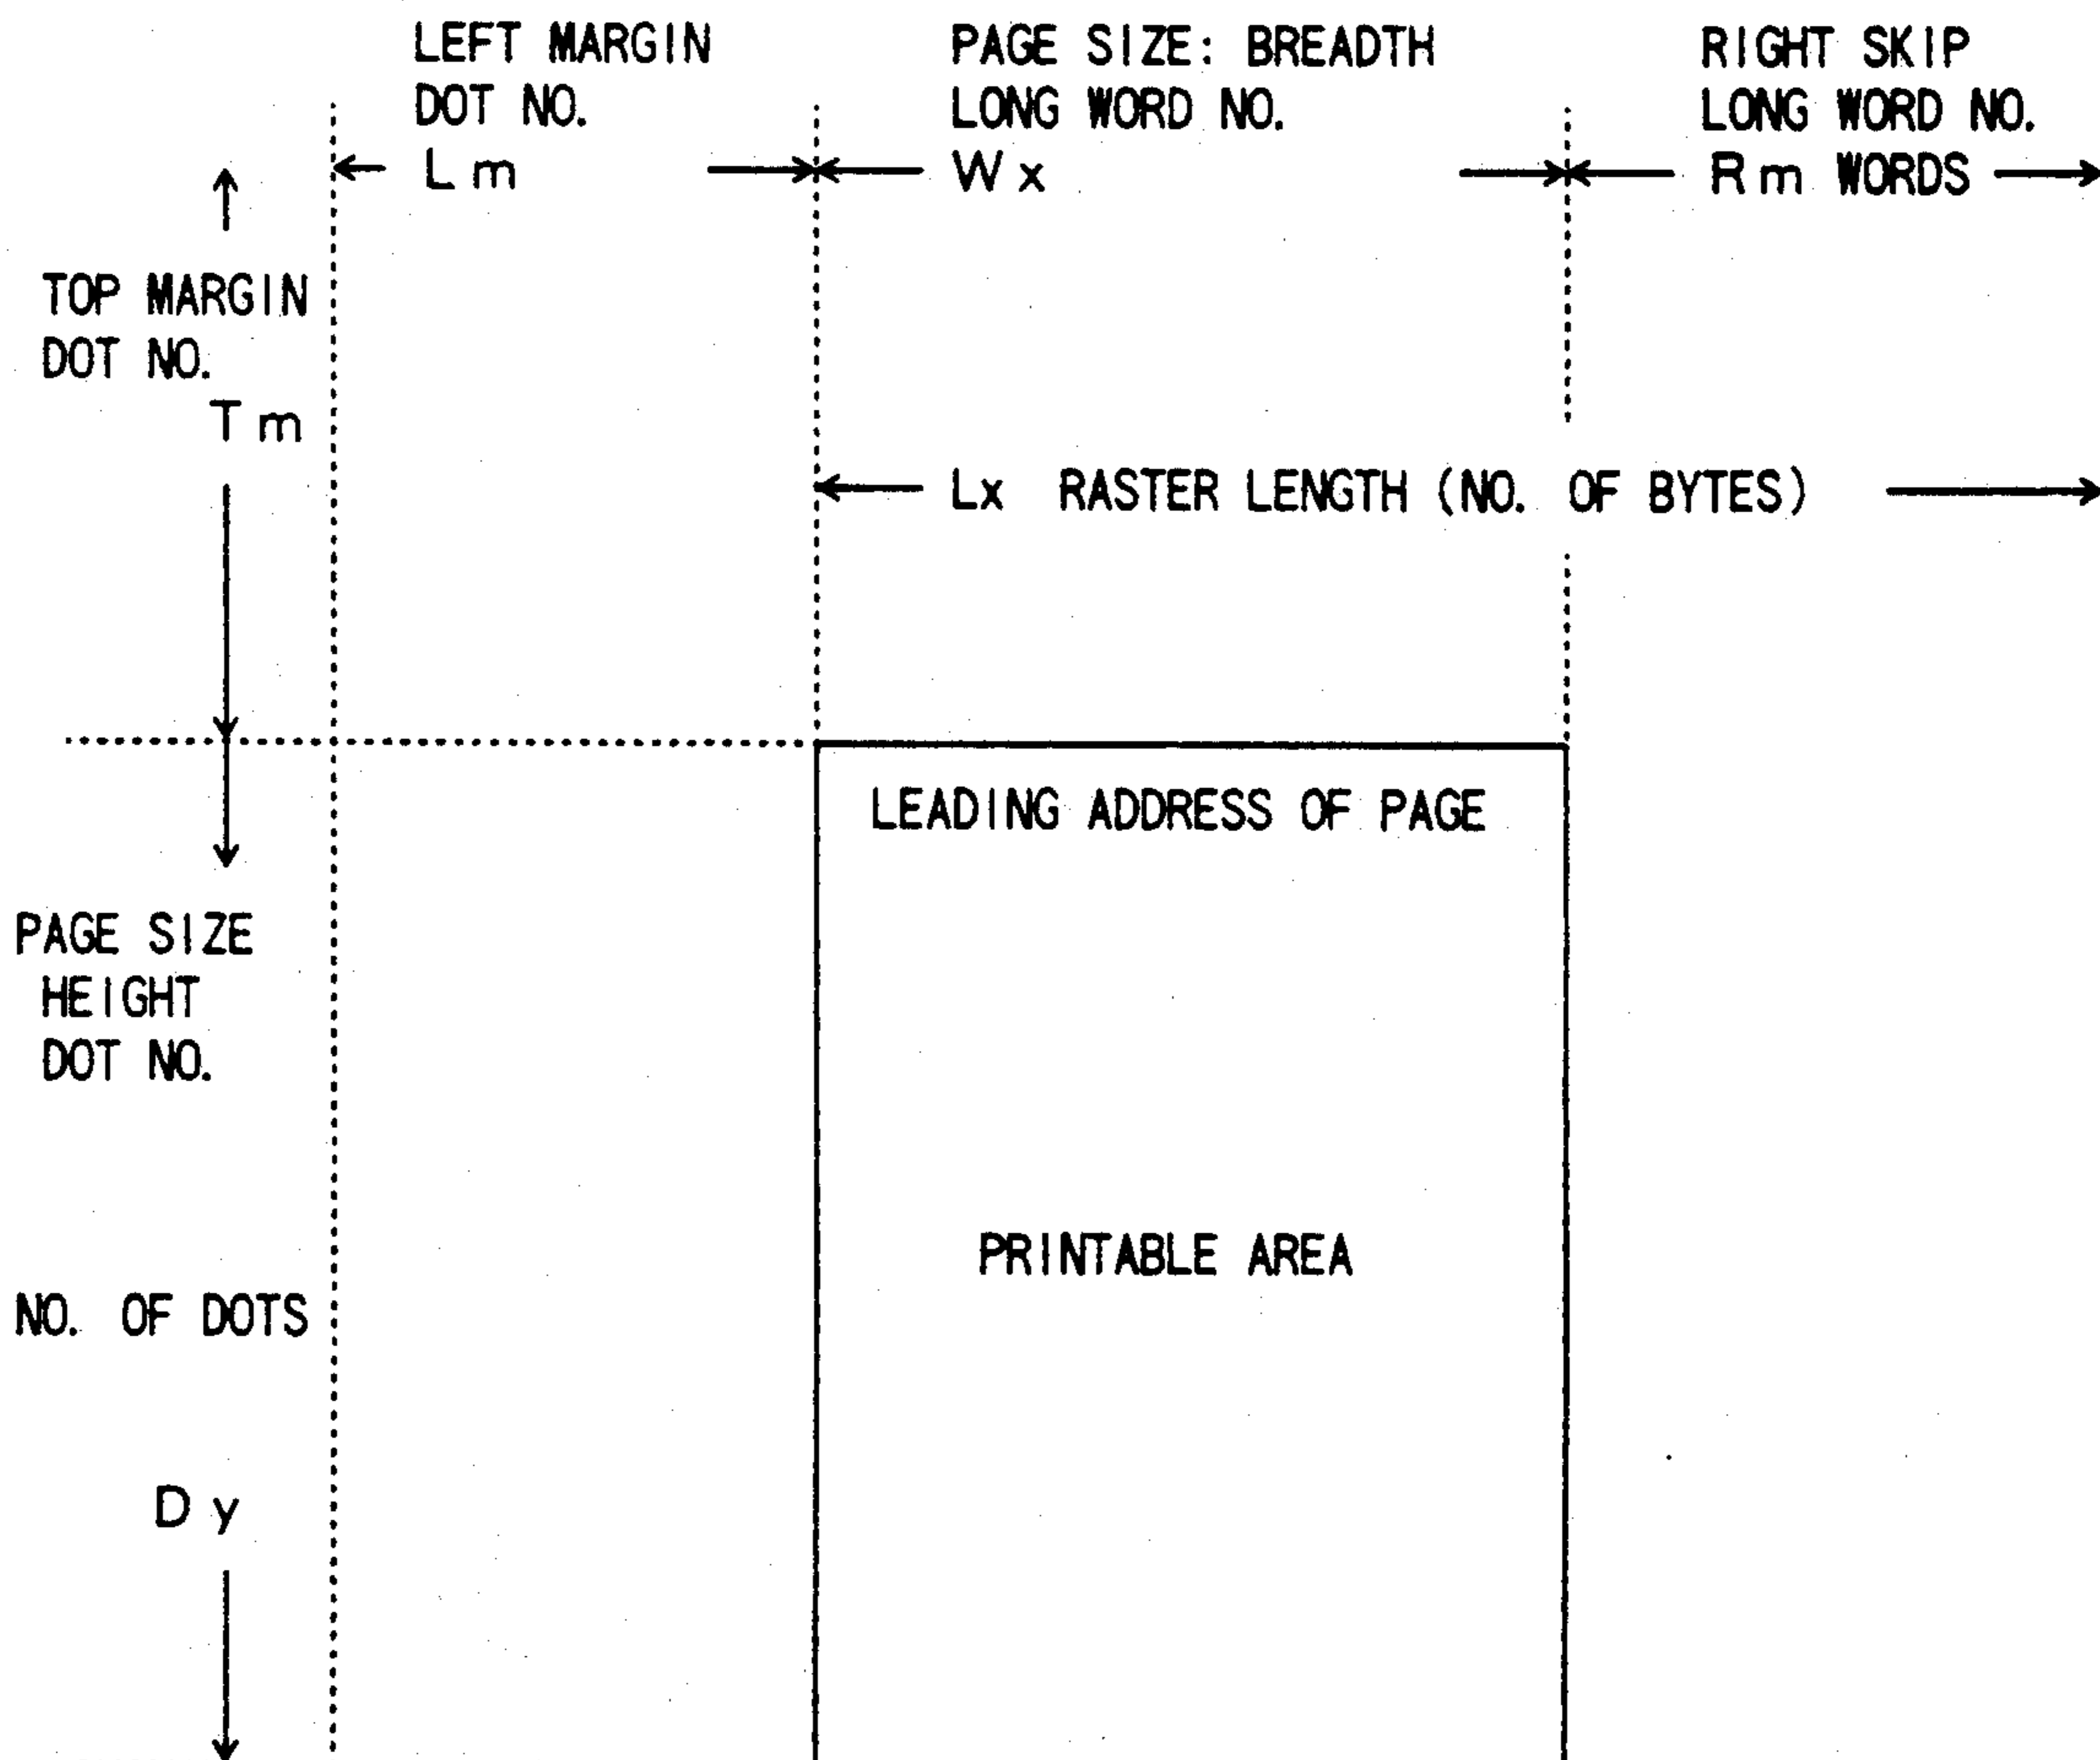 LEFT MARGIN
DOT NO.
Lm
PAGE SIZE: BREADTH
LONG WORD NO.
Wx
RIGHT SKIP
LONG WORD NO.
Rm WORDS
TOP MARGIN
DOT NO.
Tm
Lx RASTER LENGTH (NO. OF BYTES)
LEADING ADDRESS OF PAGE
PAGE SIZE
HEIGHT
DOT NO.
PRINTABLE AREA
NO. OF DOTS
Dy